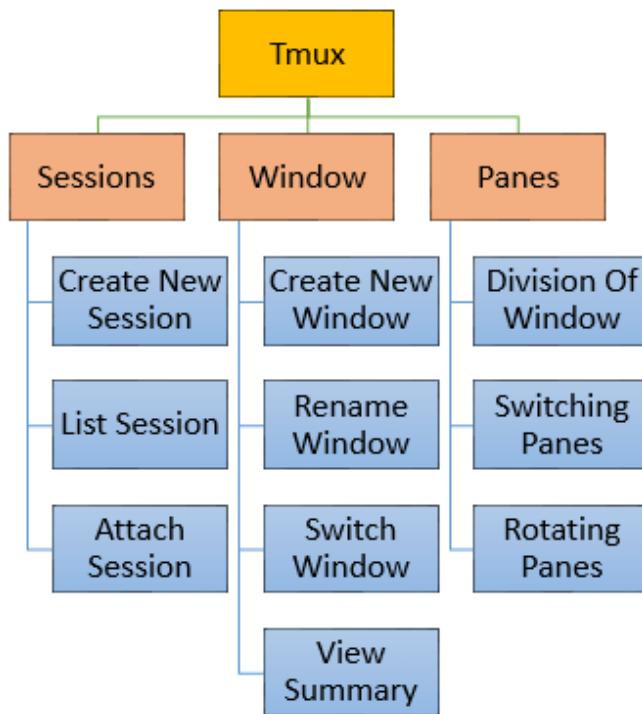 Tmux
Sessions
Window
Panes
Create New
Session
Create New
Window
Division Of
Window
List Session
Rename
Window
Switching
Panes
Attach
Session
Switch
Window
Rotating
Panes
View
Summary